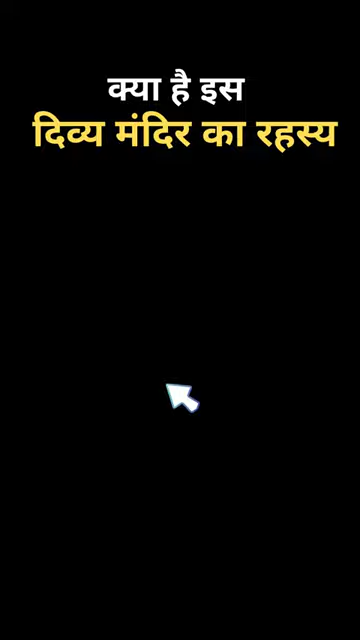 क्या है इस
दिव्य मंदिर का रहस्य